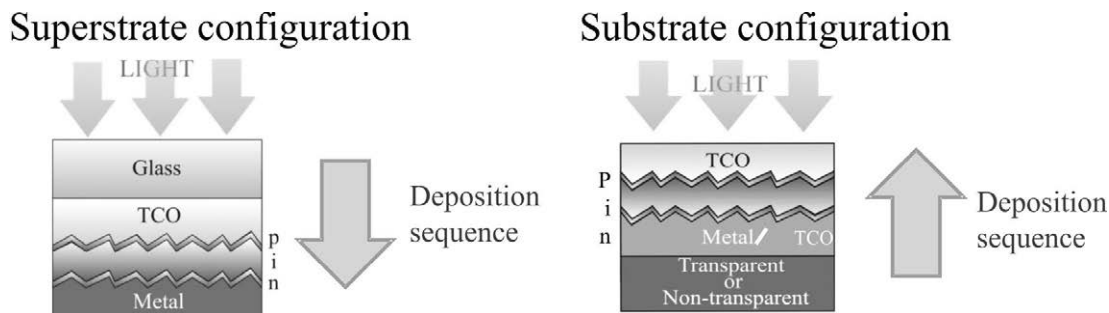 Superstrate configuration
LIGHT
Glass
TCO
p
i
n
Metal
Deposition
sequence
Substrate configuration
LIGHT
TCO
P
i
n
Metal/ TCO
Transparent
or
Non-transparent
Deposition
sequence